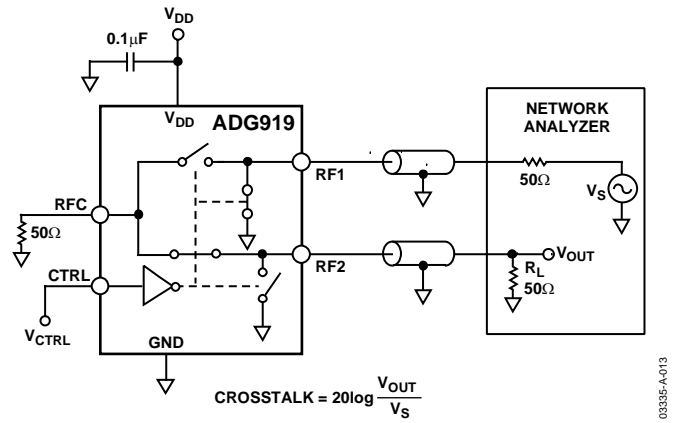 VDD
0.1μF
VDD
ADG919
NETWORK
ANALYZER
RF1
50Ω
VS
RFC
50Ω
RF2
VOUT
CTRL
RL
50Ω
VCTRL
GND
CROSSTALK = 20log VOUT
VS
03335-A-013